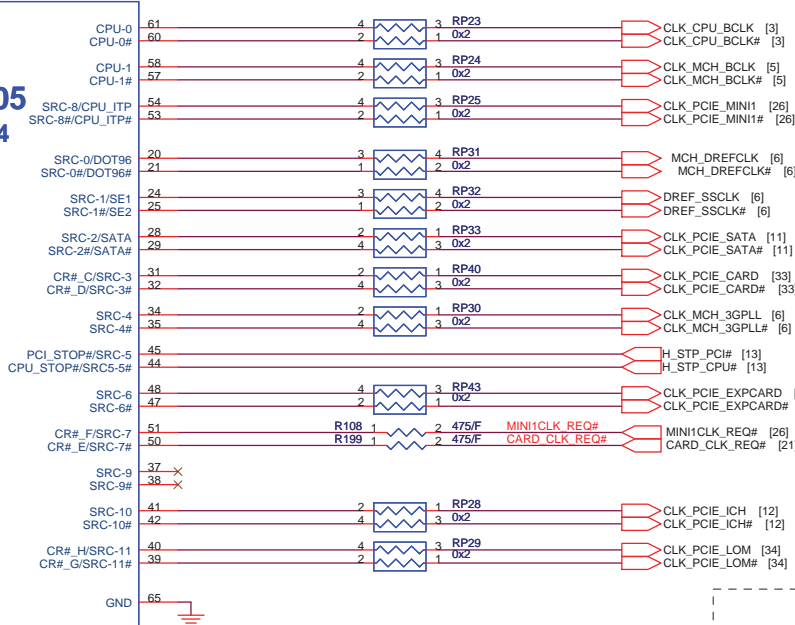 CPU-0 61 4 3 RP23 CLK_CPU_BCLK [3]
CPU-0# 60 2 1 0x2 CLK_CPU_BCLK# [3]
CPU-1 58 4 3 RP24 CLK_MCH_BCLK [5]
CPU-1# 57 2 1 0x2 CLK_MCH_BCLK# [5]
05
SRC-8/CPU_ITP 54 4 3 RP25 CLK_PCIE_MINI1 [26]
SRC-8#/CPU_ITP# 53 2 1 0x2 CLK_PCIE_MINI1# [26]
4
SRC-0/DOT96 20 3 4 RP31 MCH_DREFCLK [6]
SRC-0#/DOT96# 21 1 2 0x2 MCH_DREFCLK# [6]
SRC-1/SE1 24 3 4 RP32 DREF_SSCLK [6]
SRC-1#/SE2 25 1 2 0x2 DREF_SSCLK# [6]
SRC-2/SATA 28 2 1 RP33 CLK_PCIE_SATA [11]
SRC-2#/SATA# 29 4 3 0x2 CLK_PCIE_SATA# [11]
CR#_C/SRC-3 31 2 1 RP40 CLK_PCIE_CARD [33]
CR#_D/SRC-3# 32 4 3 0x2 CLK_PCIE_CARD# [33]
SRC-4 34 2 1 RP30 CLK_MCH_3GPLL [6]
SRC-4# 35 4 3 0x2 CLK_MCH_3GPLL# [6]
PCI_STOP#/SRC-5 45 H_STP_PCI# [13]
CPU_STOP#/SRC5-5# 44 H_STP_CPU# [13]
SRC-6 48 4 3 RP43 CLK_PCIE_EXPCARD [
SRC-6# 47 2 1 0x2 CLK_PCIE_EXPCARD#
CR#_F/SRC-7 51 R108 1 2 475/F MINI1CLK_REQ# MINI1CLK_REQ# [26]
CR#_E/SRC-7# 50 R199 1 2 475/F CARD_CLK_REQ# CARD_CLK_REQ# [21]
SRC-9 37
SRC-9# 38
SRC-10 41 2 1 RP28 CLK_PCIE_ICH [12]
SRC-10# 42 4 3 0x2 CLK_PCIE_ICH# [12]
CR#_H/SRC-11 40 4 3 RP29 CLK_PCIE_LOM [34]
CR#_G/SRC-11# 39 2 1 0x2 CLK_PCIE_LOM# [34]
GND 65